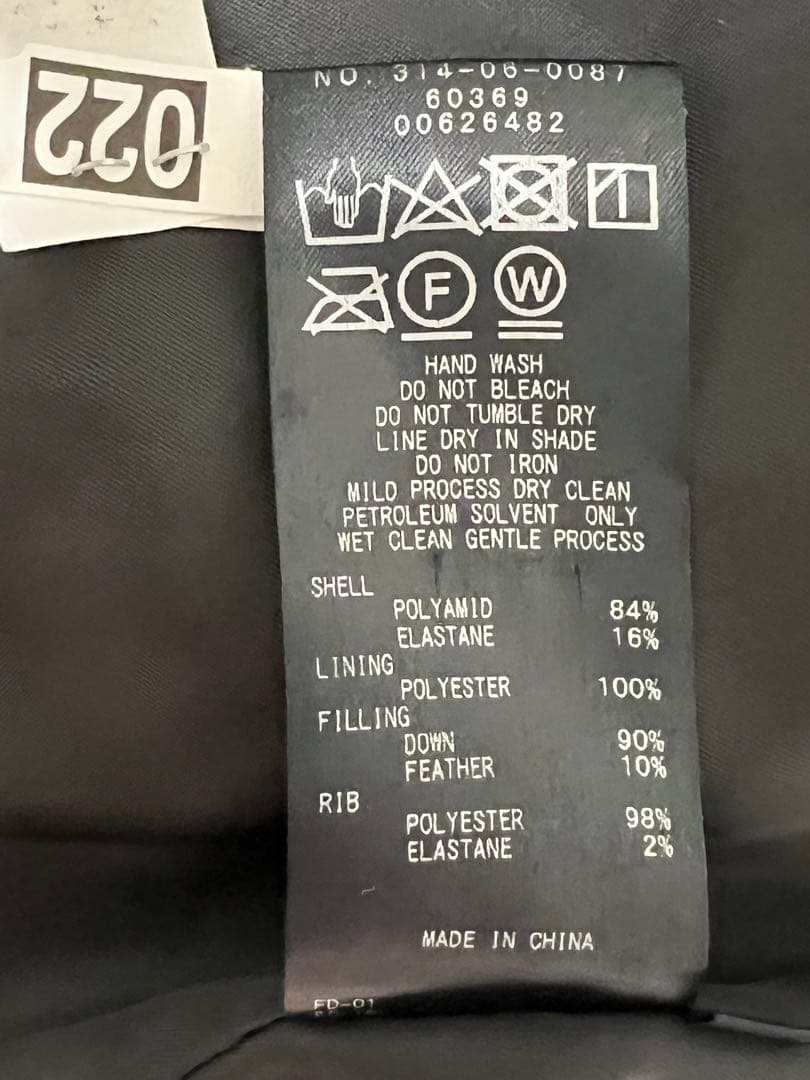 022
NO. 314-06-0087
60369
00626482
F
W
HAND WASH
DO NOT BLEACH
DO NOT TUMBLE DRY
LINE DRY IN SHADE
DO NOT IRON
MILD PROCESS DRY CLEAN
PETROLEUM SOLVENT ONLY
WET CLEAN GENTLE PROCESS
SHELL
POLYAMID 84%
ELASTANE 16%
LINING
POLYESTER 100%
FILLING
DOWN 90%
FEATHER 10%
RIB
POLYESTER 98%
ELASTANE 2%
MADE IN CHINA
FD-01